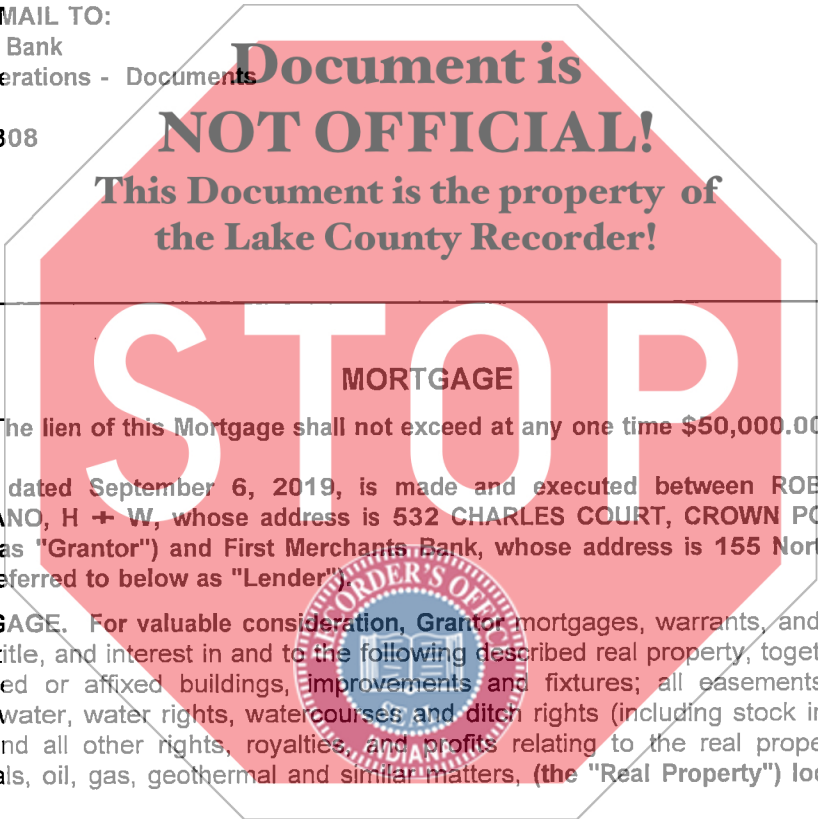 MAIL TO:
Bank
erations - Documents
308
Document is
NOT OFFICIAL!
This Document is the property of
the Lake County Recorder!
STOP
MORTGAGE
he lien of this Mortgage shall not exceed at any one time $50,000.00
dated September 6, 2019, is made and executed between ROB
NO, H + W, whose address is 532 CHARLES COURT, CROWN PO
as "Grantor") and First Merchants Bank, whose address is 155 Nort
eferred to below as "Lender").
GAGE. For valuable consideration, Grantor mortgages, warrants, and
itle, and interest in and to the following described real property, toget
ed or affixed buildings, improvements and fixtures; all easements
water, water rights, watercourses and ditch rights (including stock in
nd all other rights, royalties, and profits relating to the real prope
als, oil, gas, geothermal and similar matters, (the "Real Property") loc
RECORDER'S OFFICE
SEAL
INDIANA